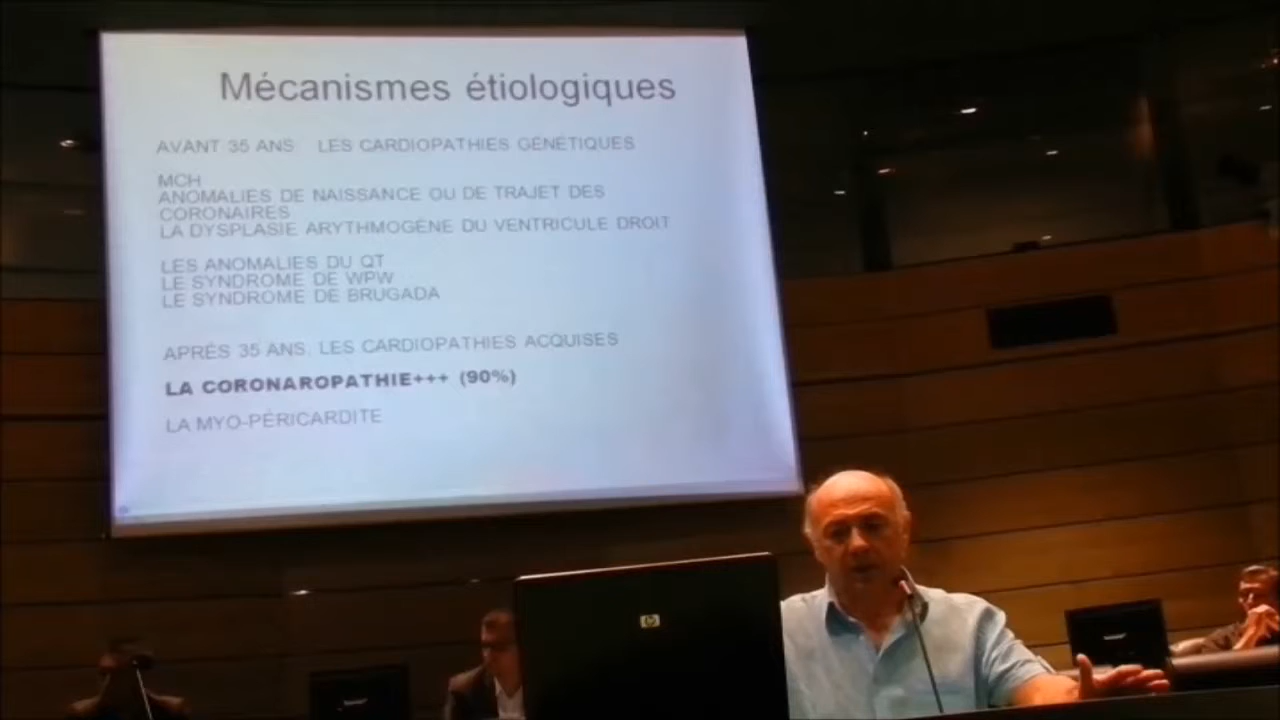 Mécanismes étiologiques
AVANT 35 ANS LES CARDIOPATHIES GÉNÉTIQUES
MCH
ANOMALIES DE NAISSANCE OU DE TRAJET DES
CORONAIRES
LA DYSPLASIE ARYTHMOGÈNE DU VENTRICULE DROIT
LES ANOMALIES DU QT
LE SYNDROME DE WPW
LE SYNDROME DE BRUGADA
APRÈS 35 ANS: LES CARDIOPATHIES ACQUISES
LA CORONAROPATHIE+++ (90%)
LA MYO-PÉRICARDITE
hp